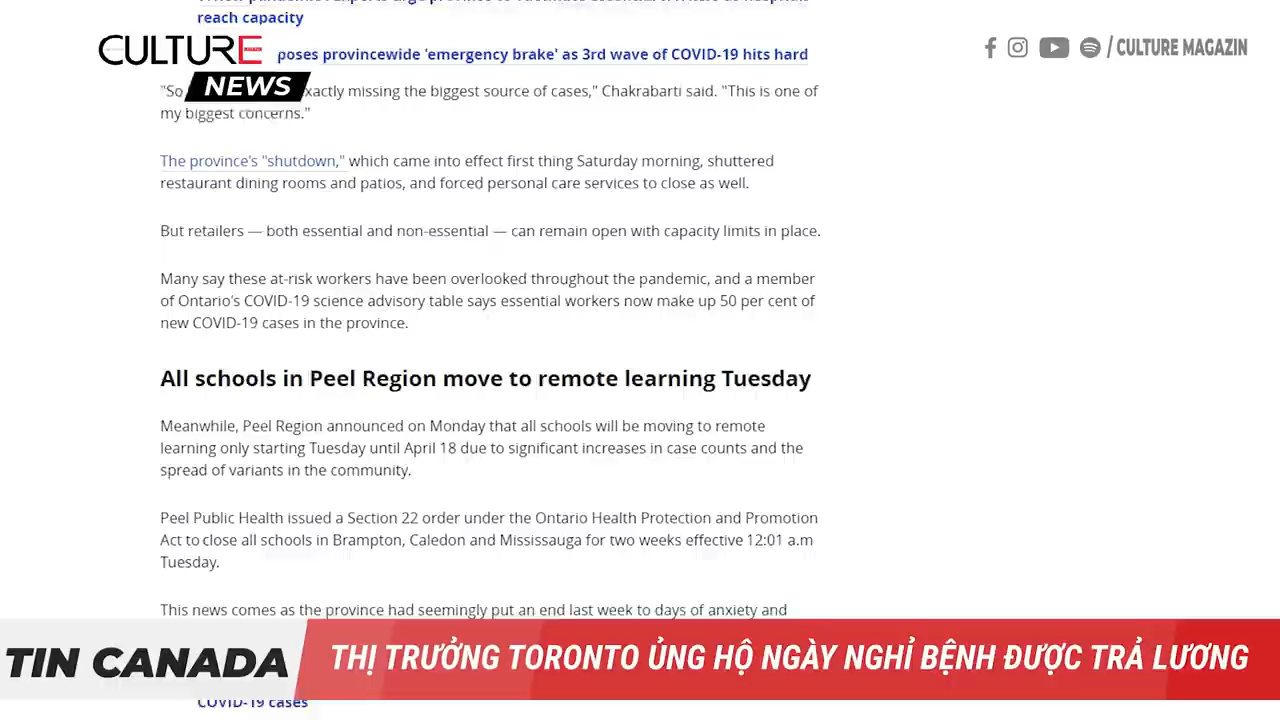 reach capacity
poses provincewide 'emergency brake' as 3rd wave of COVID-19 hits hard
CULTURE
NEWS
/ CULTURE MAGAZIN
"So xactly missing the biggest source of cases," Chakrabarti said. "This is one of
my biggest concerns."
The province's "shutdown," which came into effect first thing Saturday morning, shuttered
restaurant dining rooms and patios, and forced personal care services to close as well.
But retailers — both essential and non-essential — can remain open with capacity limits in place.
Many say these at-risk workers have been overlooked throughout the pandemic, and a member
of Ontario's COVID-19 science advisory table says essential workers now make up 50 per cent of
new COVID-19 cases in the province.
All schools in Peel Region move to remote learning Tuesday
Meanwhile, Peel Region announced on Monday that all schools will be moving to remote
learning only starting Tuesday until April 18 due to significant increases in case counts and the
spread of variants in the community.
Peel Public Health issued a Section 22 order under the Ontario Health Protection and Promotion
Act to close all schools in Brampton, Caledon and Mississauga for two weeks effective 12:01 a.m
Tuesday.
This news comes as the province had seemingly put an end last week to days of anxiety and
TIN CANADA
THỊ TRƯỞNG TORONTO ỦNG HỘ NGÀY NGHỈ BỆNH ĐƯỢC TRẢ LƯƠNG
COVID-19 cases